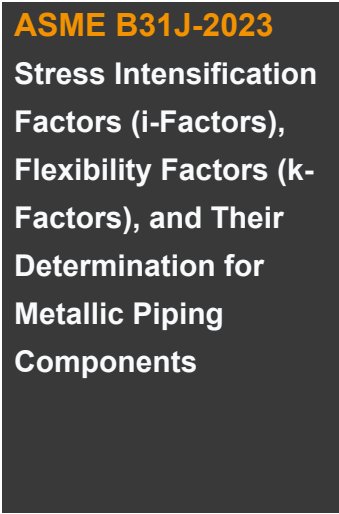 ASME B31J-2023
Stress Intensification
Factors (i-Factors),
Flexibility Factors (k-
Factors), and Their
Determination for
Metallic Piping
Components